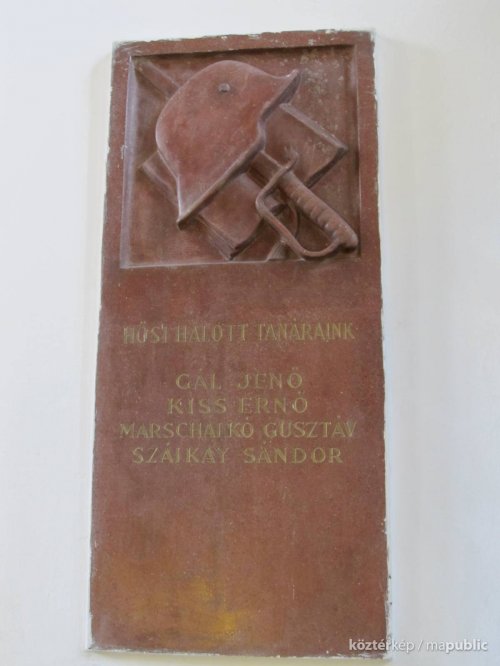 HŐSI HALOTT TANÁRAINK
GÁL JENŐ
KISS ERNŐ
MARSCHALKÓ GUSZTÁV
SZALKAY SÁNDOR
köztérkép / mapublic